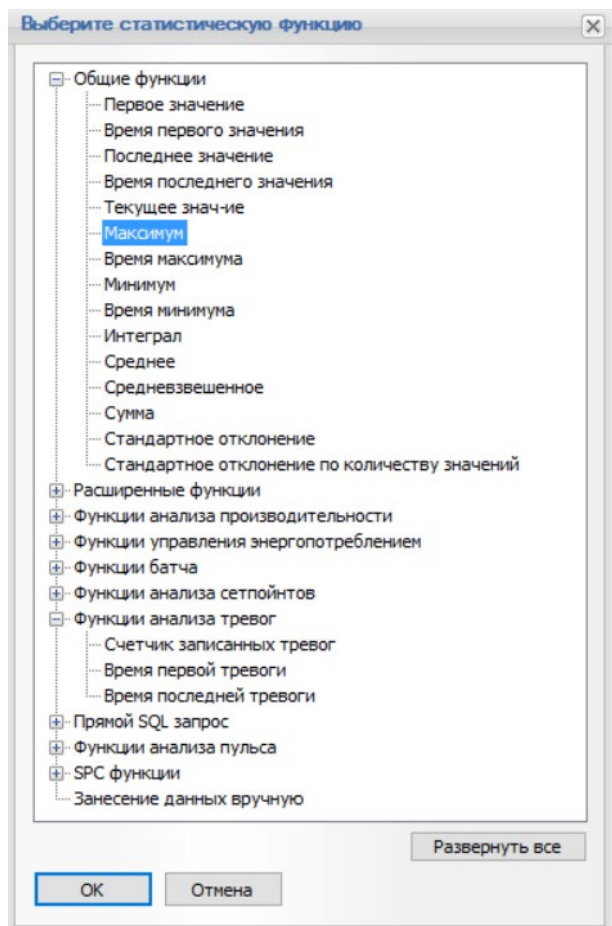 Выберите статистическую функцию
Общие функции
Первое значение
Время первого значения
Последнее значение
Время последнего значения
Текущее знач-ие
Максимум
Время максимума
Минимум
Время минимума
Интеграл
Среднее
Средневзвешенное
Сумма
Стандартное отклонение
Стандартное отклонение по количеству значений
Расширенные функции
Функции анализа производительности
Функции управления энергопотреблением
Функции батча
Функции анализа сетпойнтов
Функции анализа тревог
Счетчик записанных тревог
Время первой тревоги
Время последней тревоги
Прямой SQL запрос
Функции анализа пульса
SPC функции
Занесение данных вручную
Развернуть все
OK Отмена